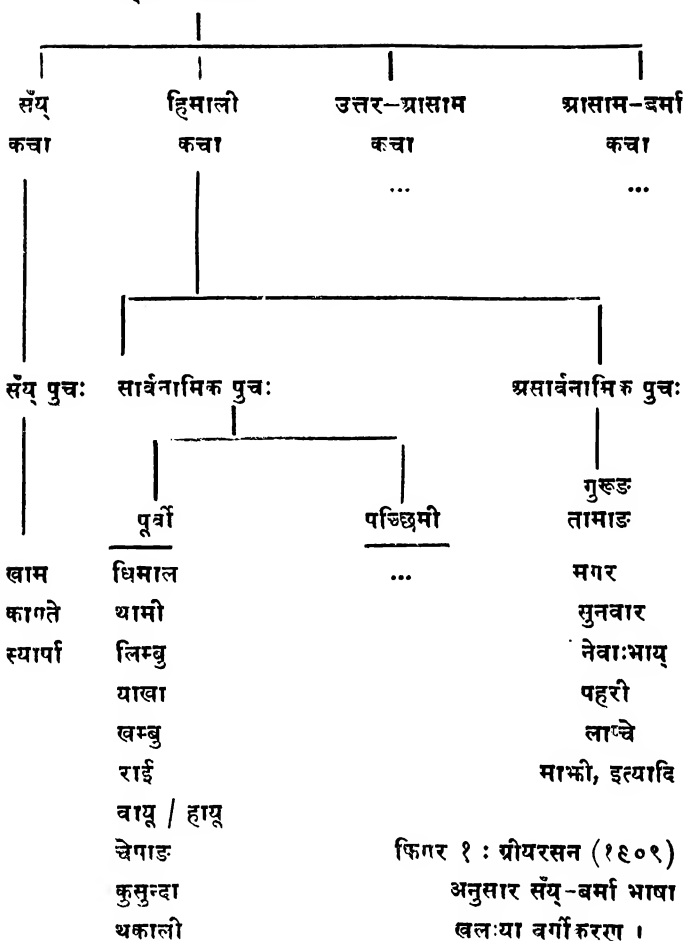 सँय् हिमाली उत्तर-आसाम आसाम-बर्मा
कचा कचा कचा कचा
... ...
सँय् पुचः सार्वनामिक पुचः असार्वनामिक पुचः
गुरूङ
पूर्वी पच्छिमी तामाङ
खाम धिमाल ... मगर
कागते थामी सुनवार
स्यार्पा लिम्बु नेवाःभाय्
याखा पहरी
खम्बु लाप्चे
राई माझी, इत्यादि
वायू / हायू
चेपाङ फिगर १ : ग्रीयरसन (१९०९)
कुसुन्दा अनुसार सँय्-बर्मा भाषा
थकाली खलःया वर्गीकरण ।